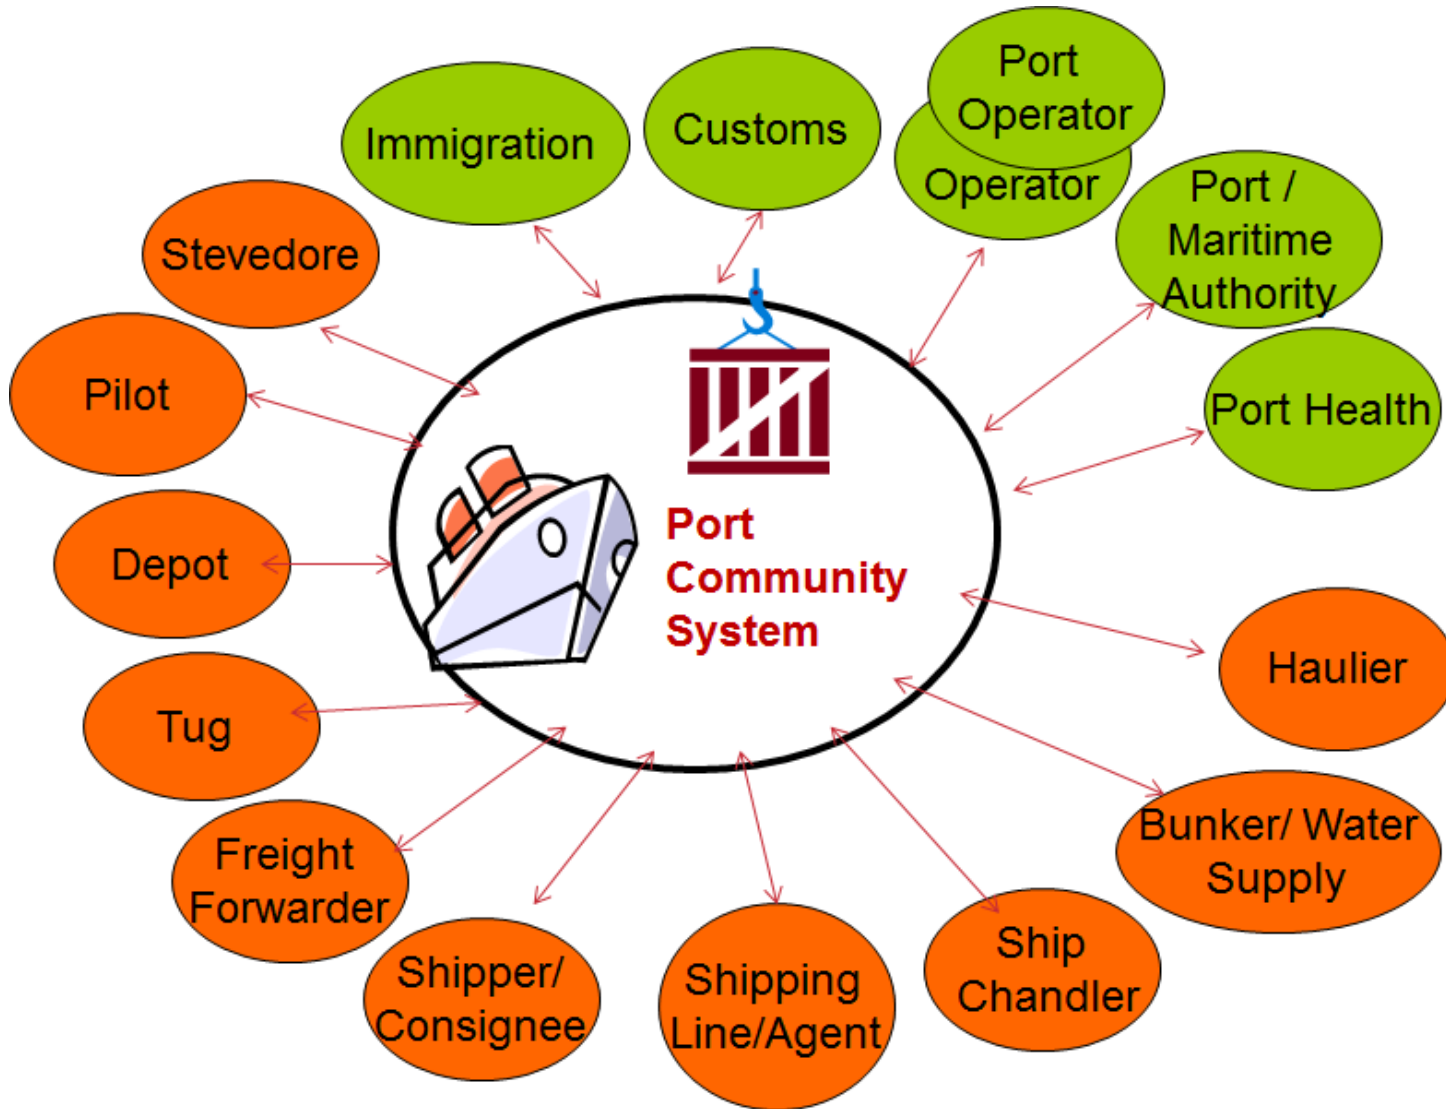 Port
Operator
Operator
Customs
Immigration
Port /
Maritime
Authority
Stevedore
Pilot
Port Health
Port
Community
System
Depot
Haulier
Tug
Bunker/ Water
Supply
Freight
Forwarder
Ship
Chandler
Shipper/
Consignee
Shipping
Line/Agent